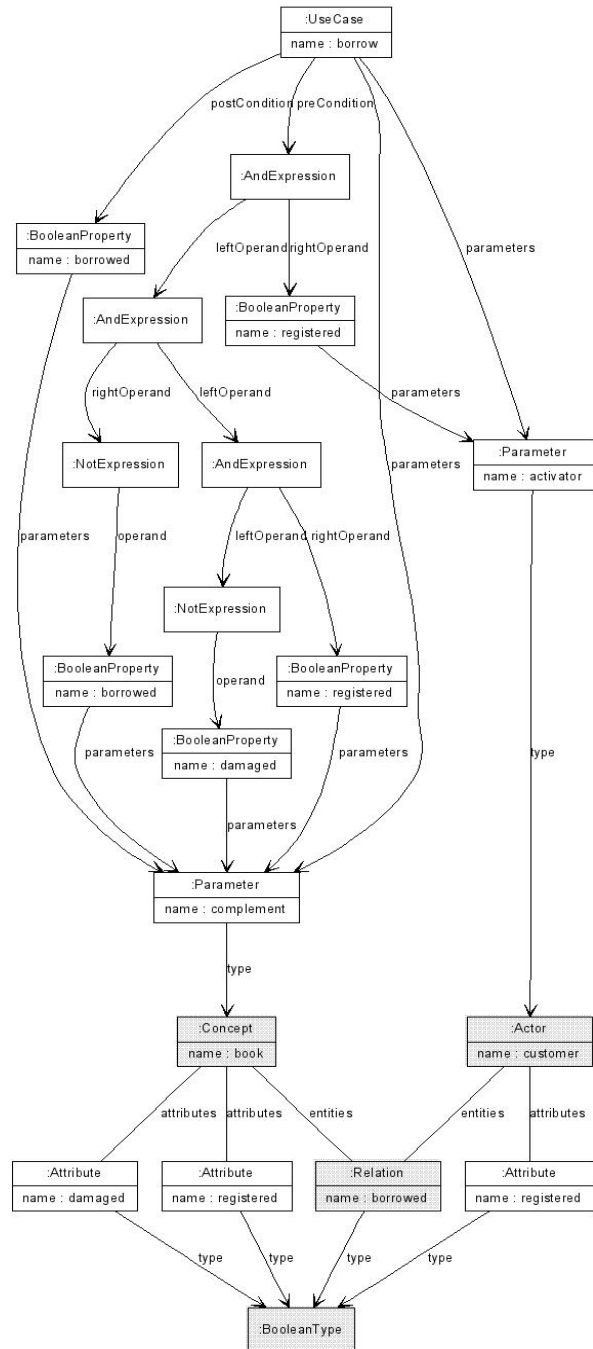 :UseCase
name : borrow
postCondition preCondition
:AndExpression
:BooleanProperty
name : borrowed
leftOperand rightOperand
parameters
:AndExpression
:BooleanProperty
name : registered
rightOperand
leftOperand
parameters
:NotExpression
:AndExpression
parameters
:Parameter
name : activator
parameters
operand
leftOperand rightOperand
:NotExpression
:BooleanProperty
name : borrowed
operand
:BooleanProperty
name : registered
:BooleanProperty
name : damaged
type
parameters
parameters
parameters
:Parameter
name : complement
type
:Concept
name : book
:Actor
name : customer
attributes
attributes
entities
entities
attributes
:Attribute
name : damaged
:Attribute
name : registered
:Relation
name : borrowed
:Attribute
name : registered
type
type
type
type
:BooleanType